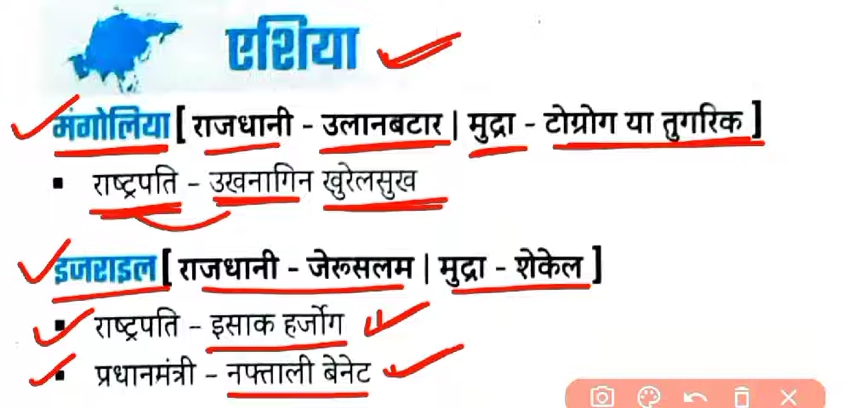 एशिया
मंगोलिया [ राजधानी - उलानबटार | मुद्रा - टोग्रोग या तुगरिक ]
▪ राष्ट्रपति - उखनागिन खुरेलसुख
इजराइल [ राजधानी - जेरूसलम | मुद्रा - शेकेल ]
▪ राष्ट्रपति - इसाक हर्जोग
▪ प्रधानमंत्री - नफ्ताली बेनेट